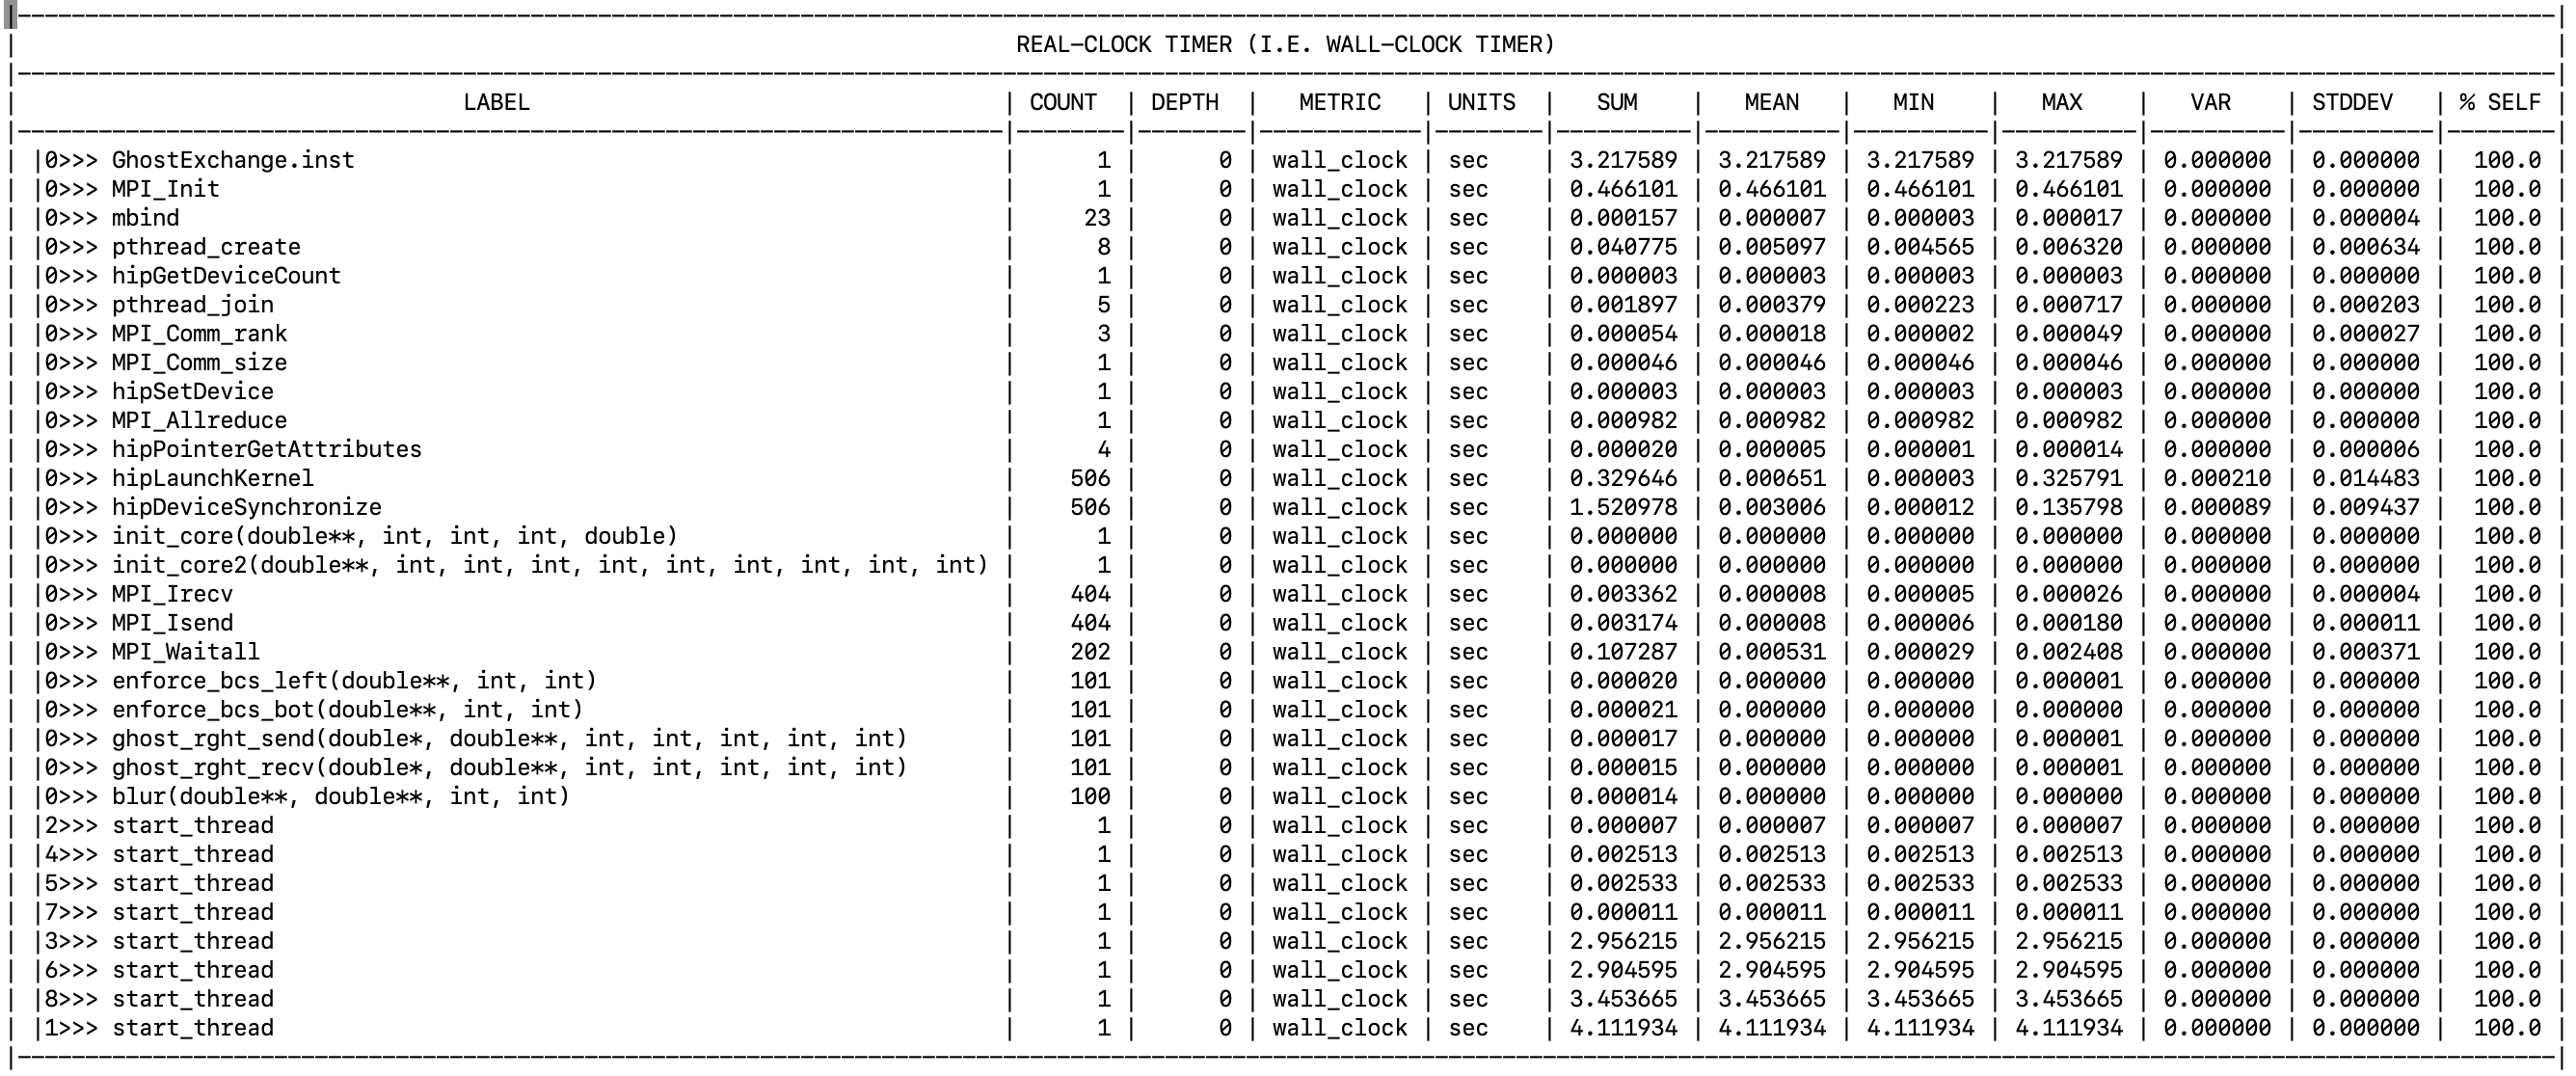 REAL-CLOCK TIMER (I.E. WALL-CLOCK TIMER)
| LABEL | COUNT | DEPTH | METRIC | UNITS | SUM | MEAN | MIN | MAX | VAR | STDDEV | % SELF |
| |0>>> GhostExchange.inst | 1 | 0 | wall_clock | sec | 3.217589 | 3.217589 | 3.217589 | 3.217589 | 0.000000 | 0.000000 | 100.0 |
| |0>>> MPI_Init | 1 | 0 | wall_clock | sec | 0.466101 | 0.466101 | 0.466101 | 0.466101 | 0.000000 | 0.000000 | 100.0 |
| |0>>> mbind | 23 | 0 | wall_clock | sec | 0.000157 | 0.000007 | 0.000003 | 0.000017 | 0.000000 | 0.000004 | 100.0 |
| |0>>> pthread_create | 8 | 0 | wall_clock | sec | 0.040775 | 0.005097 | 0.004565 | 0.006320 | 0.000000 | 0.000634 | 100.0 |
| |0>>> hipGetDeviceCount | 1 | 0 | wall_clock | sec | 0.000003 | 0.000003 | 0.000003 | 0.000003 | 0.000000 | 0.000000 | 100.0 |
| |0>>> pthread_join | 5 | 0 | wall_clock | sec | 0.001897 | 0.000379 | 0.000223 | 0.000717 | 0.000000 | 0.000203 | 100.0 |
| |0>>> MPI_Comm_rank | 3 | 0 | wall_clock | sec | 0.000054 | 0.000018 | 0.000002 | 0.000049 | 0.000000 | 0.000027 | 100.0 |
| |0>>> MPI_Comm_size | 1 | 0 | wall_clock | sec | 0.000046 | 0.000046 | 0.000046 | 0.000046 | 0.000000 | 0.000000 | 100.0 |
| |0>>> hipSetDevice | 1 | 0 | wall_clock | sec | 0.000003 | 0.000003 | 0.000003 | 0.000003 | 0.000000 | 0.000000 | 100.0 |
| |0>>> MPI_Allreduce | 1 | 0 | wall_clock | sec | 0.000982 | 0.000982 | 0.000982 | 0.000982 | 0.000000 | 0.000000 | 100.0 |
| |0>>> hipPointerGetAttributes | 4 | 0 | wall_clock | sec | 0.000020 | 0.000005 | 0.000001 | 0.000014 | 0.000000 | 0.000006 | 100.0 |
| |0>>> hipLaunchKernel | 506 | 0 | wall_clock | sec | 0.329646 | 0.000651 | 0.000003 | 0.325791 | 0.000210 | 0.014483 | 100.0 |
| |0>>> hipDeviceSynchronize | 506 | 0 | wall_clock | sec | 1.520978 | 0.003006 | 0.000012 | 0.135798 | 0.000089 | 0.009437 | 100.0 |
| |0>>> init_core(double**, int, int, int, double) | 1 | 0 | wall_clock | sec | 0.000000 | 0.000000 | 0.000000 | 0.000000 | 0.000000 | 0.000000 | 100.0 |
| |0>>> init_core2(double**, int, int, int, int, int, int, int, int, int) | 1 | 0 | wall_clock | sec | 0.000000 | 0.000000 | 0.000000 | 0.000000 | 0.000000 | 0.000000 | 100.0 |
| |0>>> MPI_Irecv | 404 | 0 | wall_clock | sec | 0.003362 | 0.000008 | 0.000005 | 0.000026 | 0.000000 | 0.000004 | 100.0 |
| |0>>> MPI_Isend | 404 | 0 | wall_clock | sec | 0.003174 | 0.000008 | 0.000006 | 0.000180 | 0.000000 | 0.000011 | 100.0 |
| |0>>> MPI_Waitall | 202 | 0 | wall_clock | sec | 0.107287 | 0.000531 | 0.000029 | 0.002408 | 0.000000 | 0.000371 | 100.0 |
| |0>>> enforce_bcs_left(double**, int, int) | 101 | 0 | wall_clock | sec | 0.000020 | 0.000000 | 0.000000 | 0.000001 | 0.000000 | 0.000000 | 100.0 |
| |0>>> enforce_bcs_bot(double**, int, int) | 101 | 0 | wall_clock | sec | 0.000021 | 0.000000 | 0.000000 | 0.000000 | 0.000000 | 0.000000 | 100.0 |
| |0>>> ghost_rght_send(double*, double**, int, int, int, int, int) | 101 | 0 | wall_clock | sec | 0.000017 | 0.000000 | 0.000000 | 0.000001 | 0.000000 | 0.000000 | 100.0 |
| |0>>> ghost_rght_recv(double*, double**, int, int, int, int, int) | 101 | 0 | wall_clock | sec | 0.000015 | 0.000000 | 0.000000 | 0.000001 | 0.000000 | 0.000000 | 100.0 |
| |0>>> blur(double**, double**, int, int) | 100 | 0 | wall_clock | sec | 0.000014 | 0.000000 | 0.000000 | 0.000000 | 0.000000 | 0.000000 | 100.0 |
| |2>>> start_thread | 1 | 0 | wall_clock | sec | 0.000007 | 0.000007 | 0.000007 | 0.000007 | 0.000000 | 0.000000 | 100.0 |
| |4>>> start_thread | 1 | 0 | wall_clock | sec | 0.002513 | 0.002513 | 0.002513 | 0.002513 | 0.000000 | 0.000000 | 100.0 |
| |5>>> start_thread | 1 | 0 | wall_clock | sec | 0.002533 | 0.002533 | 0.002533 | 0.002533 | 0.000000 | 0.000000 | 100.0 |
| |7>>> start_thread | 1 | 0 | wall_clock | sec | 0.000011 | 0.000011 | 0.000011 | 0.000011 | 0.000000 | 0.000000 | 100.0 |
| |3>>> start_thread | 1 | 0 | wall_clock | sec | 2.956215 | 2.956215 | 2.956215 | 2.956215 | 0.000000 | 0.000000 | 100.0 |
| |6>>> start_thread | 1 | 0 | wall_clock | sec | 2.904595 | 2.904595 | 2.904595 | 2.904595 | 0.000000 | 0.000000 | 100.0 |
| |8>>> start_thread | 1 | 0 | wall_clock | sec | 3.453665 | 3.453665 | 3.453665 | 3.453665 | 0.000000 | 0.000000 | 100.0 |
| |1>>> start_thread | 1 | 0 | wall_clock | sec | 4.111934 | 4.111934 | 4.111934 | 4.111934 | 0.000000 | 0.000000 | 100.0 |